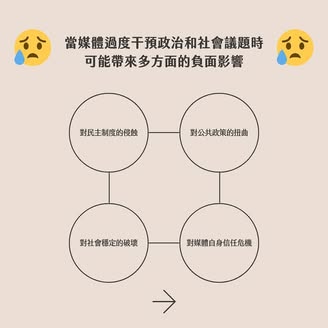 當媒體過度干預政治和社會議題時
可能帶來多方面的負面影響
對民主制度的侵蝕
對公共政策的扭曲
對社會穩定的破壞
對媒體自身信任危機